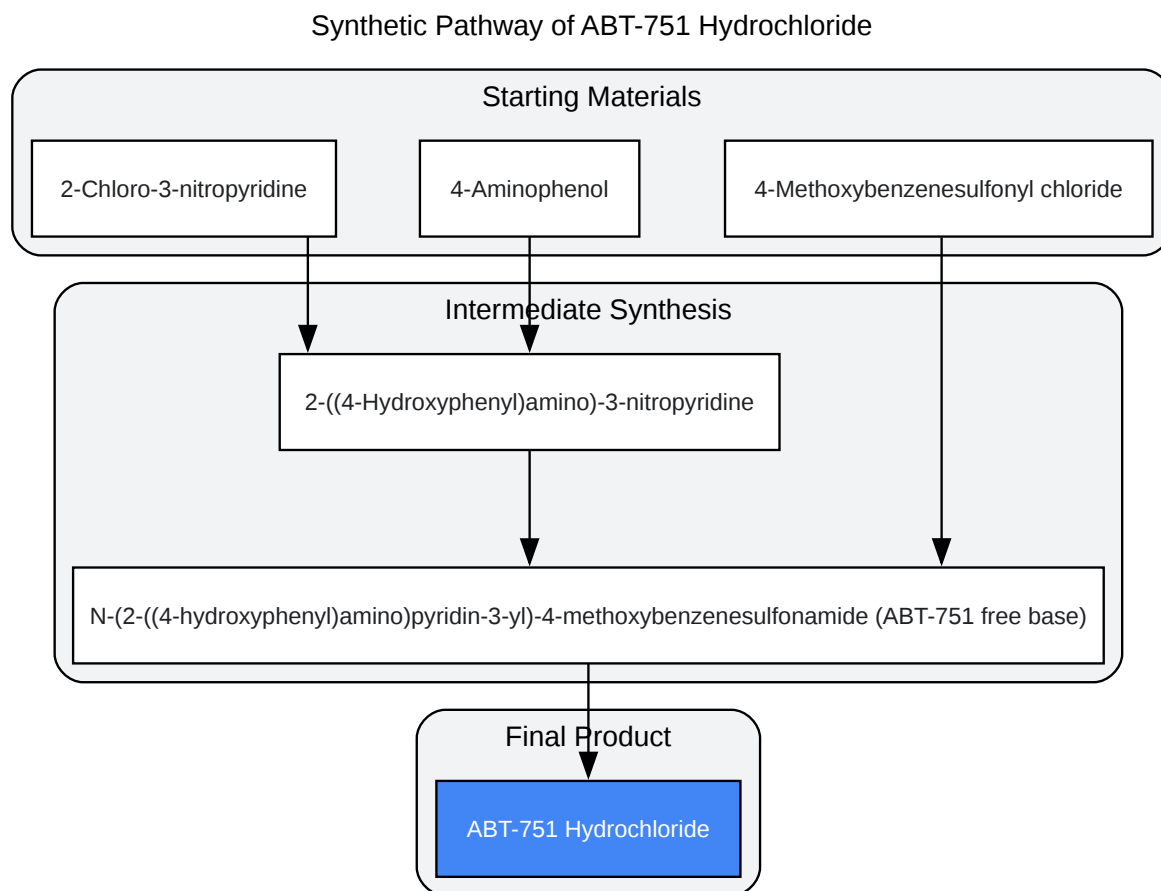 Synthetic Pathway of ABT-751 Hydrochloride
Starting Materials
2-Chloro-3-nitropyridine
4-Aminophenol
4-Methoxybenzenesulfonyl chloride
Intermediate Synthesis
2-((4-Hydroxyphenyl)amino)-3-nitropyridine
N-(2-((4-hydroxyphenyl)amino)pyridin-3-yl)-4-methoxybenzenesulfonamide (ABT-751 free base)
Final Product
ABT-751 Hydrochloride